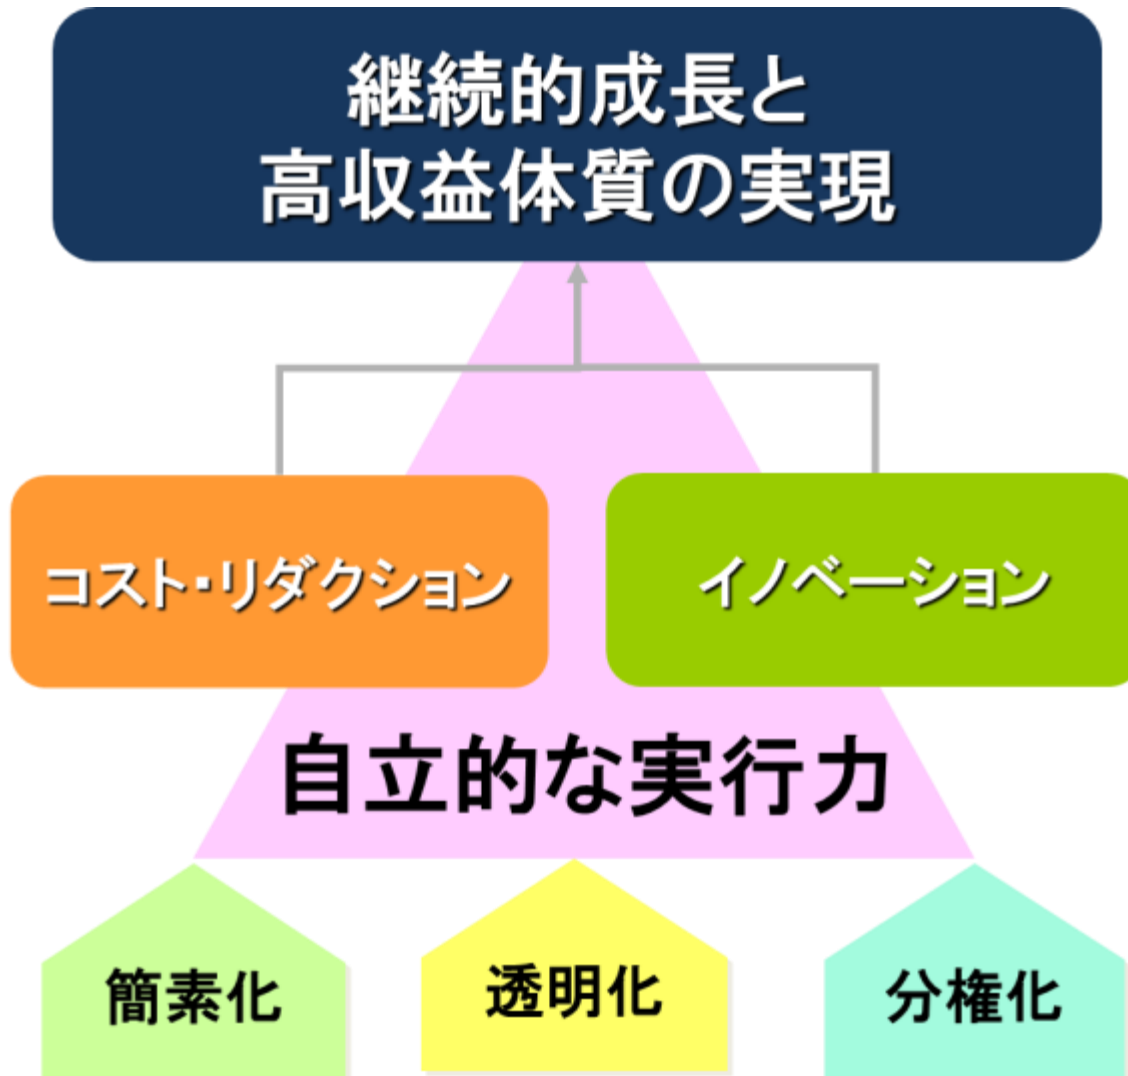 継続的成長と
高収益体質の実現
コスト・リダクション
イノベーション
自立的な実行力
簡素化
透明化
分権化